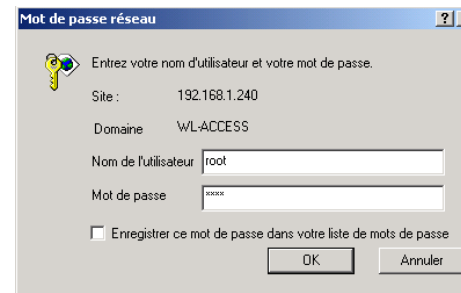 Mot de passe réseau
Entrez votre nom d'utilisateur et votre mot de passe.
Site : 192.168.1.240
Domaine WL-ACCESS
Nom de l'utilisateur root
Mot de passe ××××
Enregistrer ce mot de passe dans votre liste de mots de passe
OK Annuler